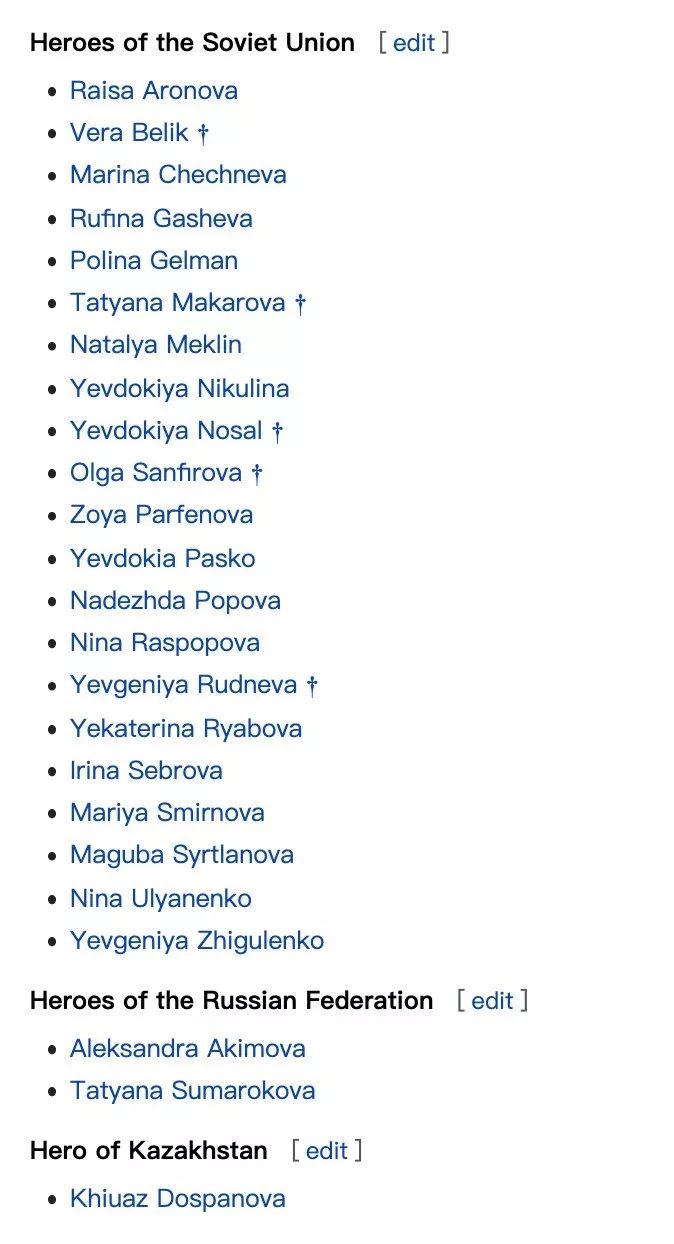 Heroes of the Soviet Union [ edit ]
• Raisa Aronova
• Vera Belik †
• Marina Chechneva
• Rufina Gasheva
• Polina Gelman
• Tatyana Makarova †
• Natalya Meklin
• Yevdokiya Nikulina
• Yevdokiya Nosal †
• Olga Sanfirova †
• Zoya Parfenova
• Yevdokia Pasko
• Nadezhda Popova
• Nina Raspopova
• Yevgeniya Rudneva †
• Yekaterina Ryabova
• Irina Sebrova
• Mariya Smirnova
• Maguba Syrtlanova
• Nina Ulyanenko
• Yevgeniya Zhigulenko
Heroes of the Russian Federation [ edit ]
• Aleksandra Akimova
• Tatyana Sumarokova
Hero of Kazakhstan [ edit ]
• Khiuaz Dospanova